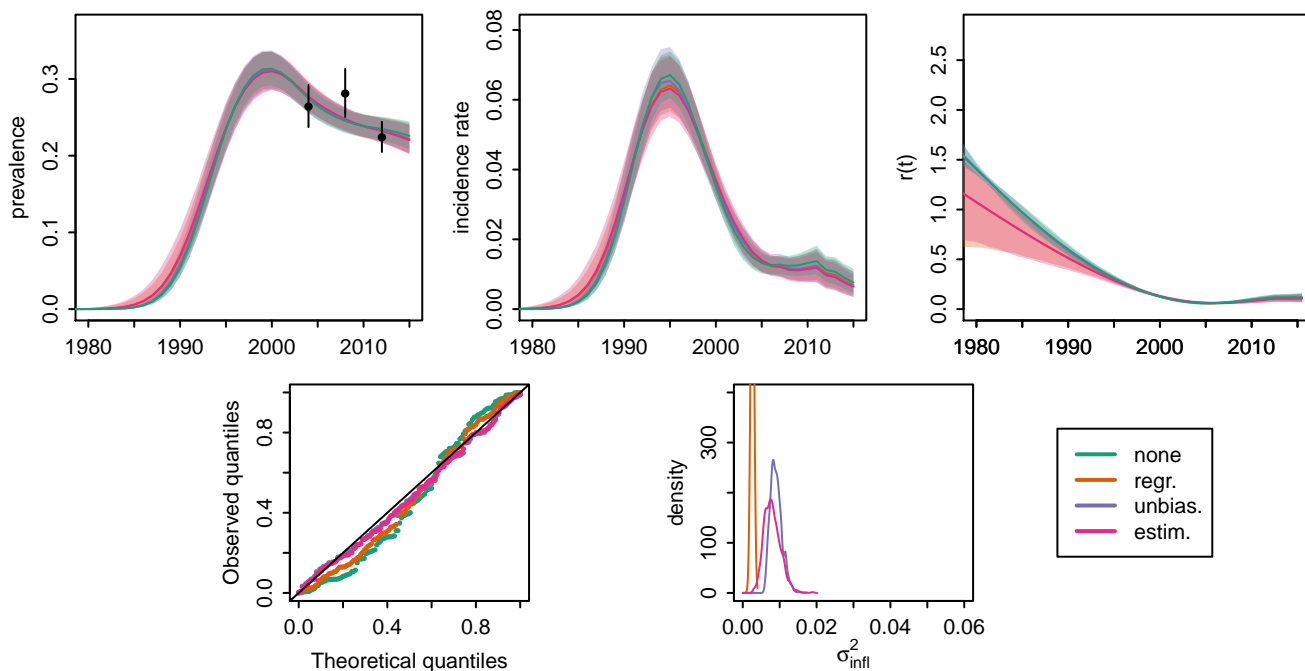 prevalence
0.0 0.1 0.2 0.3
1980 1990 2000 2010
incidence rate
0.00 0.02 0.04 0.06 0.08
1980 1990 2000 2010
r(t)
0.0 0.5 1.0 1.5 2.0 2.5
1980 1990 2000 2010
Observed quantiles
0.0 0.4 0.8
0.0 0.4 0.8
Theoretical quantiles
density
0 100 300
0.00 0.02 0.04 0.06
σ²infl
none
regr.
unbias.
estim.